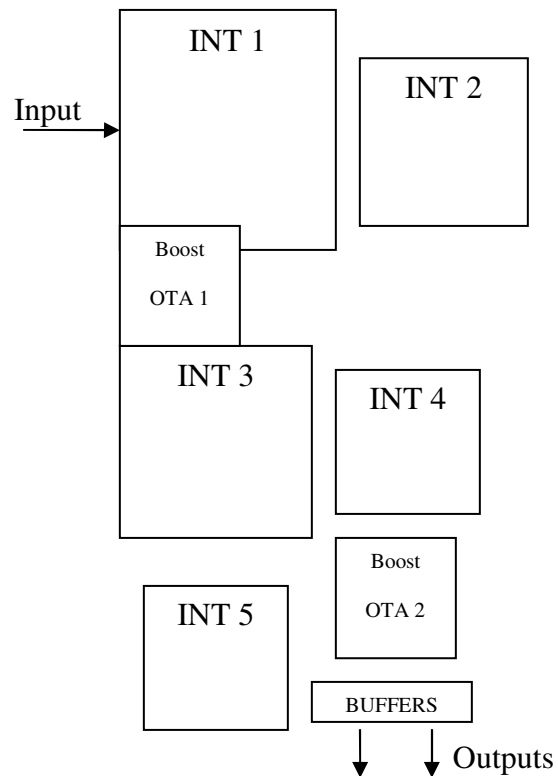 INT 1
INT 2
Input
Boost
OTA 1
INT 3
INT 4
Boost
OTA 2
INT 5
BUFFERS
Outputs